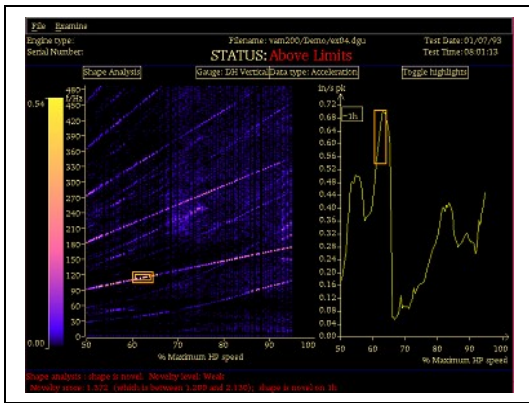 File Examine
Engine type: Filename: vam200/Demo/ex04.dgu Test Date: 01/07/93
Serial Number: STATUS: Above Limits Test Time: 08:01:13
Shape Analysis Gauge: DH Vertical Data type: Acceleration Toggle highlights
0.54
0.00
Hz
480
450
420
390
360
330
300
270
240
210
180
150
120
90
60
30
0
50 60 70 80 90 100
% Maximum HP speed
in/s pk
~1h
0.72
0.68
0.64
0.60
0.56
0.52
0.48
0.44
0.40
0.36
0.32
0.28
0.24
0.20
0.16
0.12
0.08
0.04
0.00
50 60 70 80 90 100
% Maximum HP speed
Shape analysis : shape is novel. Novelty level: Weak
Novelty score: 1.372 (which is between 1.280 and 2.130); shape is novel on 1h